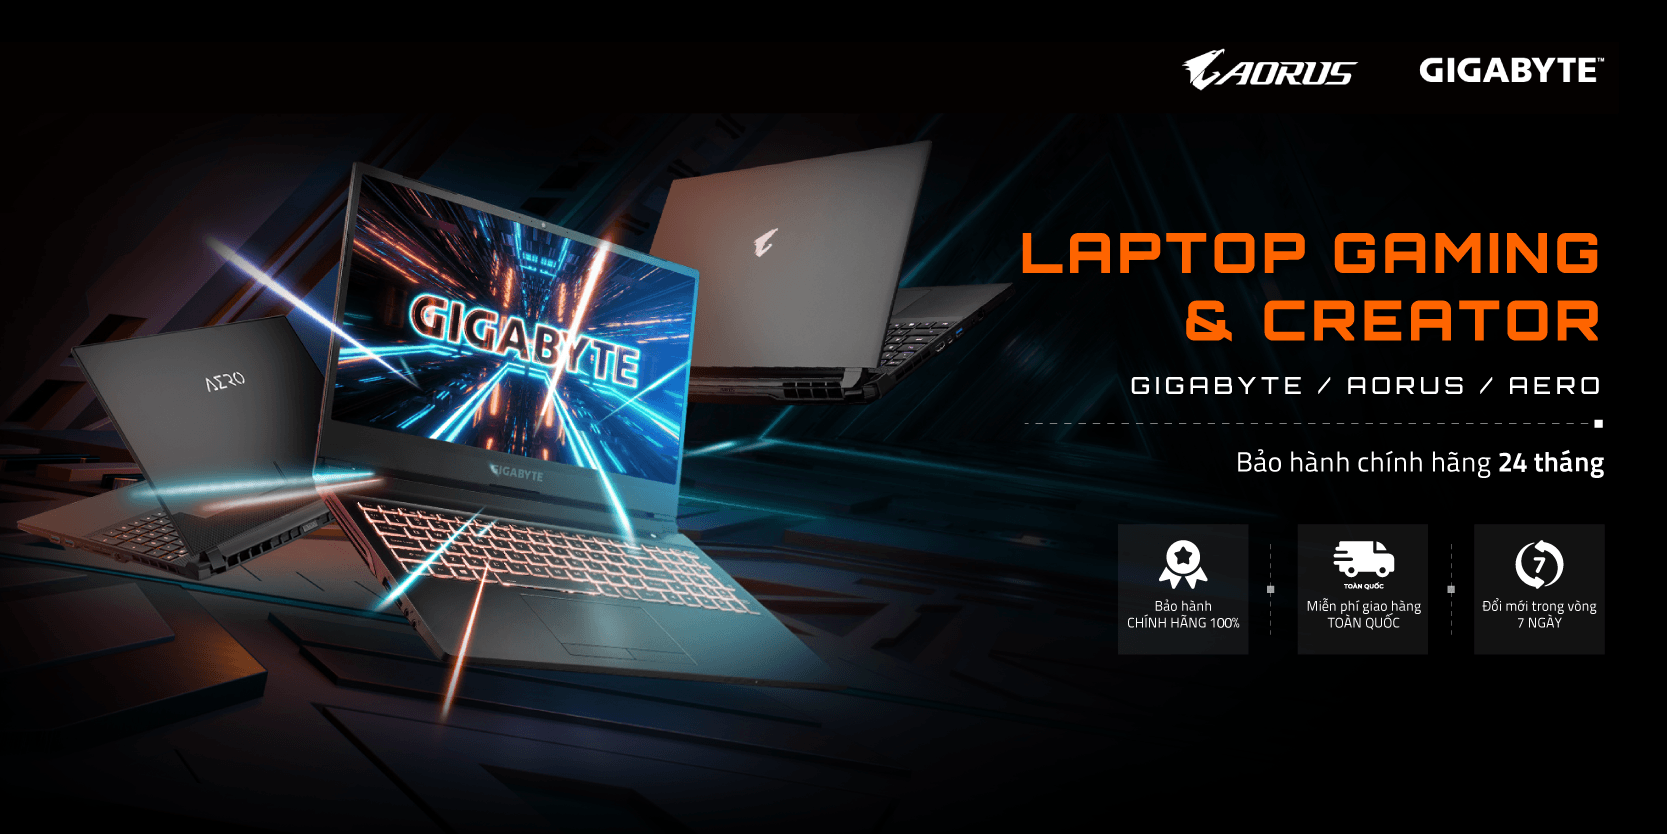 AORUS
GIGABYTE™
LAPTOP GAMING
& CREATOR
GIGABYTE / AORUS / AERO
Bảo hành chính hãng 24 tháng
Bảo hành
CHÍNH HÃNG 100%
TOÀN QUỐC
Miễn phí giao hàng
TOÀN QUỐC
7
Đổi mới trong vòng
7 NGÀY
GIGABYTE
GIGABYTE
AERO